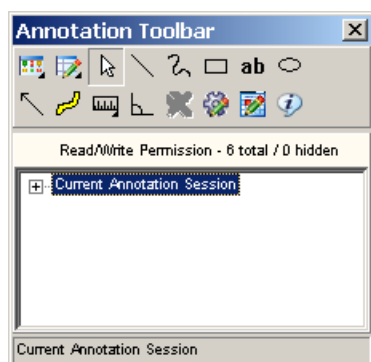 Annotation Toolbar
ab
Read/Write Permission - 6 total / 0 hidden
Current Annotation Session
Current Annotation Session